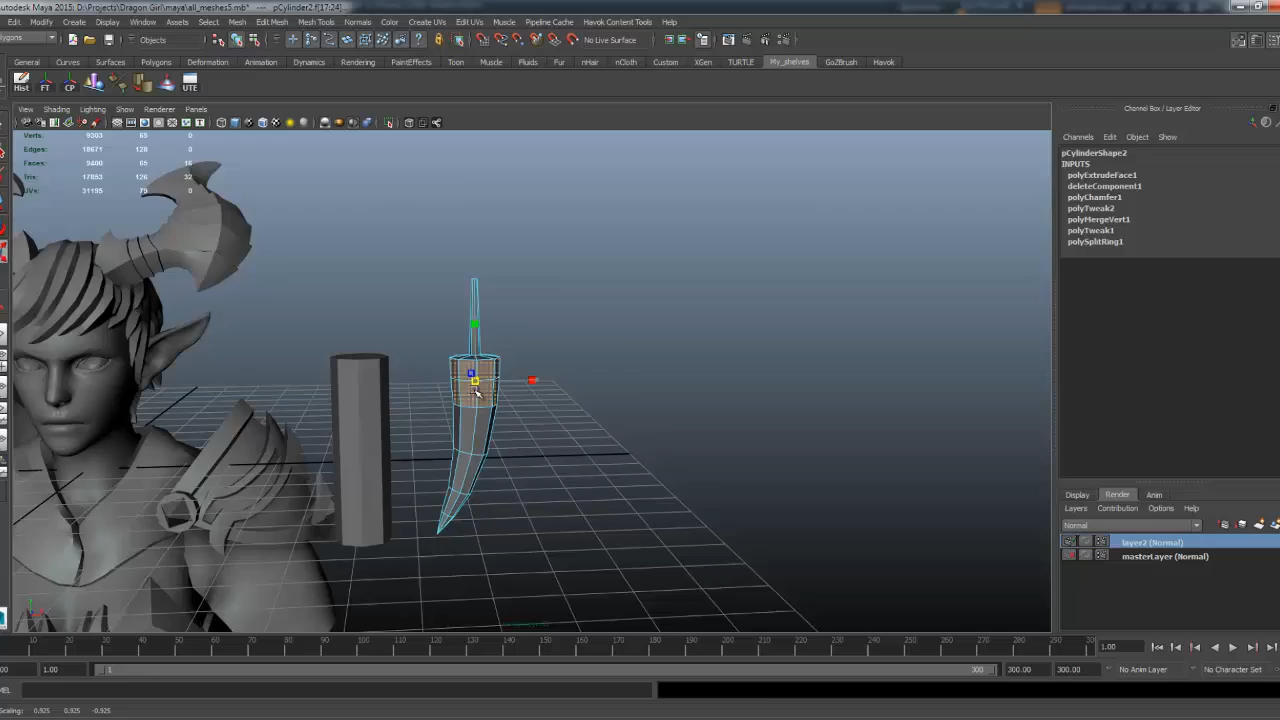 Autodesk Maya 2015: D:\Projects\Dragon Girl\maya\all_meshes5.mb* --- pCylinder2.f[17:24]
Edit Modify Create Display Window Assets Select Mesh Edit Mesh Mesh Tools Normals Color Create UVs Edit UVs Muscle Pipeline Cache Havok Content Tools Help
olygons Objects No Live Surface
General Curves Surfaces Polygons Deformation Animation Dynamics Rendering PaintEffects Toon Muscle Fluids Fur nHair nCloth Custom XGen TURTLE My_shelves GoZBrush Havok
Hist FT CP UTE
View Shading Lighting Show Renderer Panels
Channel Box / Layer Editor
Verts: 9303 65 0
Edges: 18671 128 0
Faces: 9400 65 16
Tris: 17853 126 32
UVs: 31195 79 0
Channels Edit Object Show
pCylinderShape2
INPUTS
polyExtrudeFace1
deleteComponent1
polyChamfer1
polyTweak2
polyMergeVert1
polyTweak1
polySplitRing1
Display Render Anim
Layers Contribution Options Help
Normal
layer2 (Normal)
masterLayer (Normal)
10 20 30 40 50 60 70 80 90 100 110 120 130 140 150 160 170 180 190 200 210 220 230 240 250 260 270 280 290 30
1.00
.00 1.00 1 300 300.00 300.00 No Anim Layer No Character Set
MEL
Scaling: 0.925 0.925 -0.925